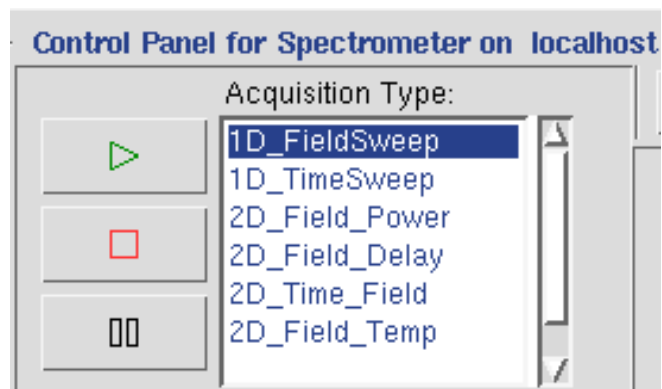 Control Panel for Spectrometer on localhost
Acquisition Type:
1D_FieldSweep
1D_TimeSweep
2D_Field_Power
2D_Field_Delay
2D_Time_Field
2D_Field_Temp